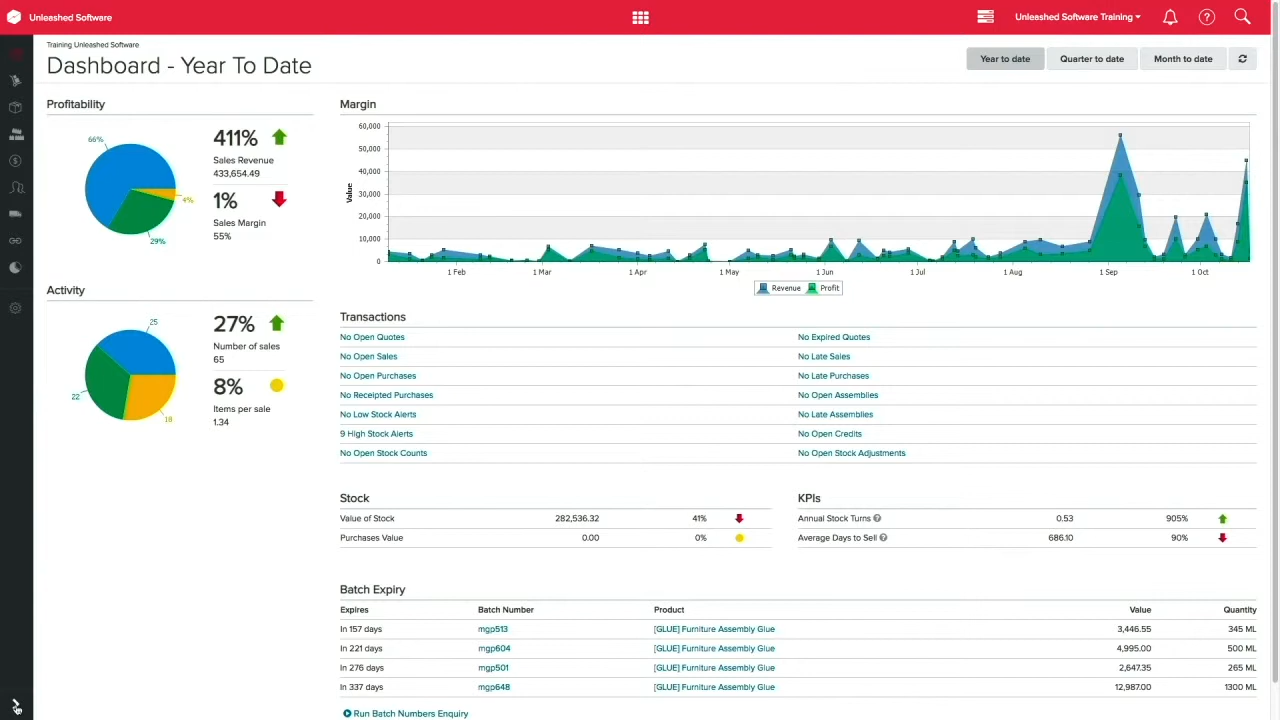 Unleashed Software
Unleashed Software Training
Training Unleashed Software
Dashboard - Year To Date
Year to date
Quarter to date
Month to date
Profitability
66%
4%
29%
411%
Sales Revenue
433,654.49
1%
Sales Margin
55%
Activity
25
22
18
27%
Number of sales
65
8%
Items per sale
1.34
Margin
Value
60,000
50,000
40,000
30,000
20,000
10,000
0
1 Feb 1 Mar 1 Apr 1 May 1 Jun 1 Jul 1 Aug 1 Sep 1 Oct
Revenue Profit
Transactions
No Open Quotes No Expired Quotes
No Open Sales No Late Sales
No Open Purchases No Late Purchases
No Receipted Purchases No Open Assemblies
No Low Stock Alerts No Late Assemblies
9 High Stock Alerts No Open Credits
No Open Stock Counts No Open Stock Adjustments
Stock
Value of Stock 282,536.32 41%
Purchases Value 0.00 0%
KPIs
Annual Stock Turns ? 0.53 905%
Average Days to Sell ? 686.10 90%
Batch Expiry
Expires Batch Number Product Value Quantity
In 157 days mgp513 [GLUE] Furniture Assembly Glue 3,446.55 345 ML
In 221 days mgp604 [GLUE] Furniture Assembly Glue 4,995.00 500 ML
In 276 days mgp501 [GLUE] Furniture Assembly Glue 2,647.35 265 ML
In 337 days mgp648 [GLUE] Furniture Assembly Glue 12,987.00 1300 ML
Run Batch Numbers Enquiry